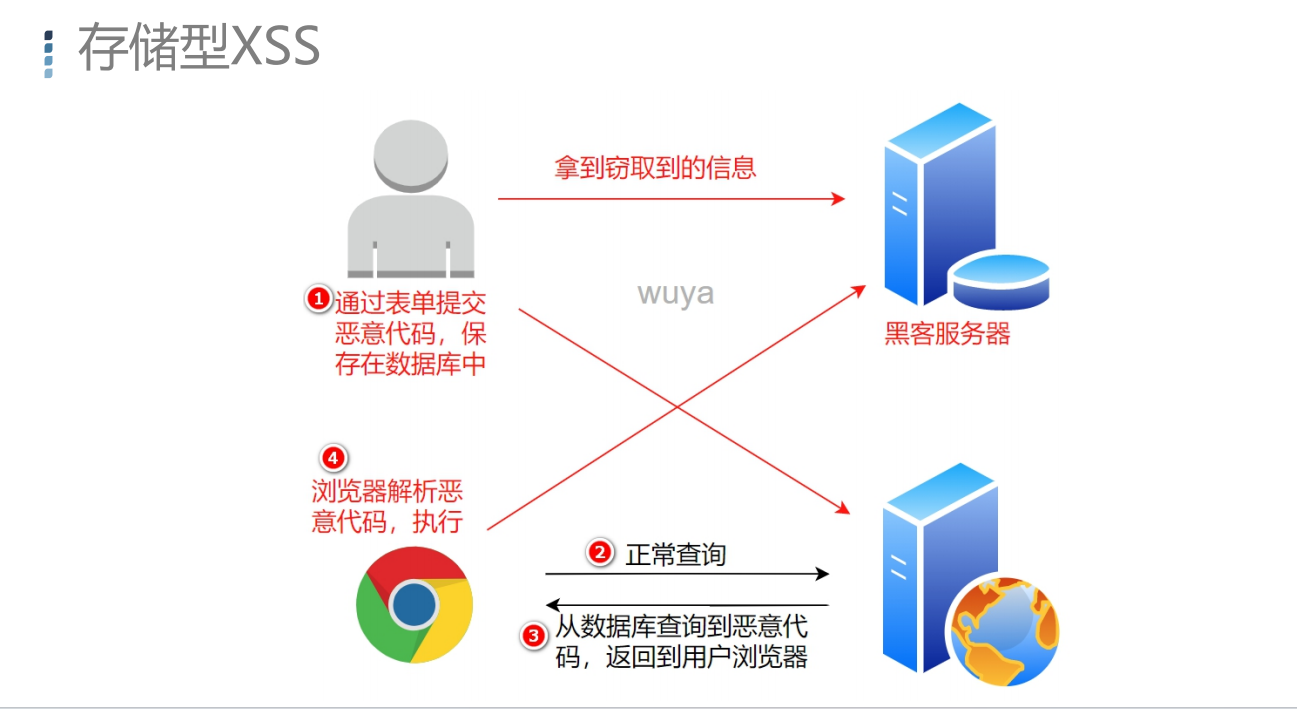 存储型XSS
拿到窃取到的信息
wuya
1 通过表单提交
恶意代码，保
存在数据库中
黑客服务器
4
浏览器解析恶
意代码，执行
2 正常查询
3 从数据库查询到恶意代
码，返回到用户浏览器